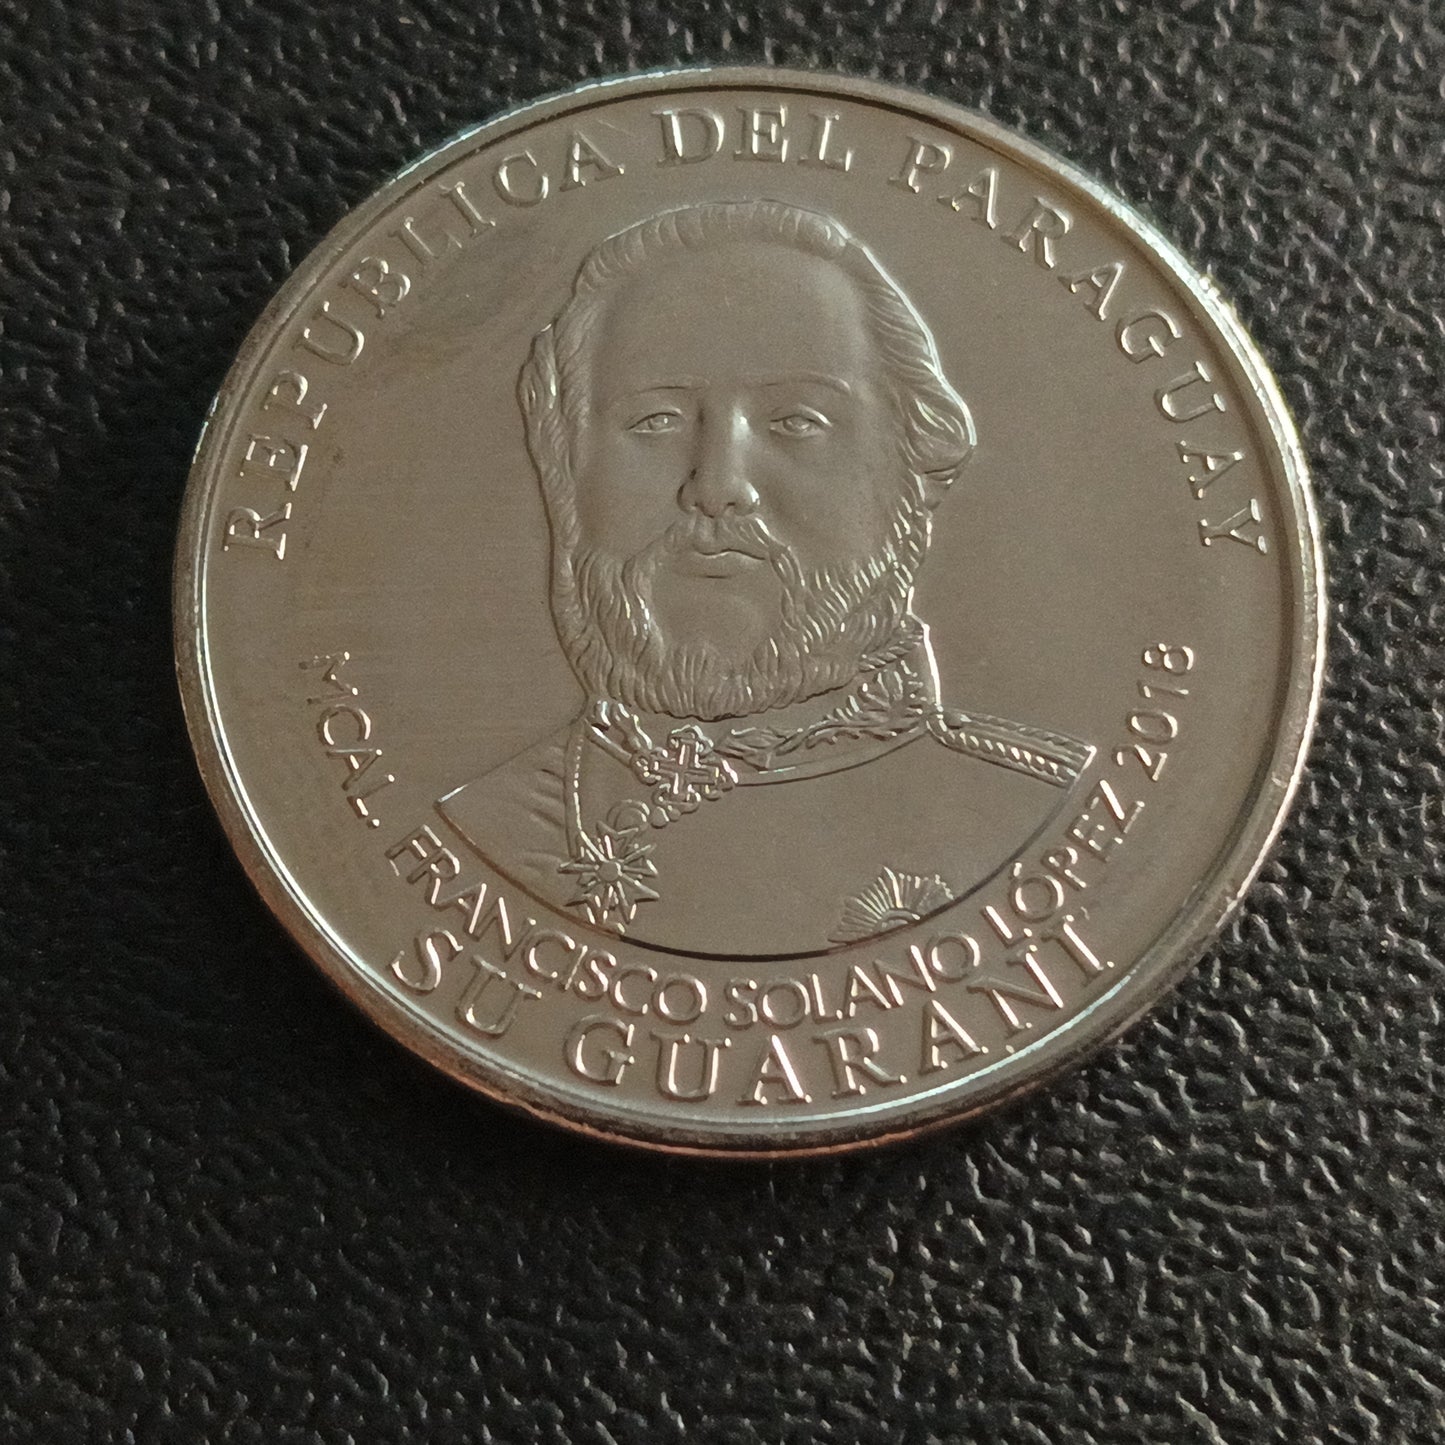 REPUBLICA DEL PARAGUAY
MCAL. FRANCISCO SOLANO LÓPEZ 2018
SU GUARANI